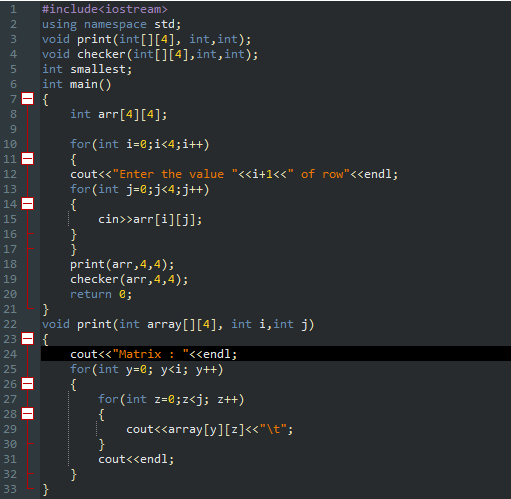 1 #include<iostream>
2 using namespace std;
3 void print(int[][4], int,int);
4 void checker(int[][4],int,int);
5 int smallest;
6 int main()
7 {
8 int arr[4][4];
9
10 for(int i=0;i<4;i++)
11 {
12 cout<<"Enter the value "<<i+1<<" of row"<<endl;
13 for(int j=0;j<4;j++)
14 {
15 cin>>arr[i][j];
16 }
17 }
18 print(arr,4,4);
19 checker(arr,4,4);
20 return 0;
21 }
22 void print(int array[][4], int i,int j)
23 {
24 cout<<"Matrix : "<<endl;
25 for(int y=0; y<i; y++)
26 {
27 for(int z=0;z<j; z++)
28 {
29 cout<<array[y][z]<<"\t";
30 }
31 cout<<endl;
32 }
33 }